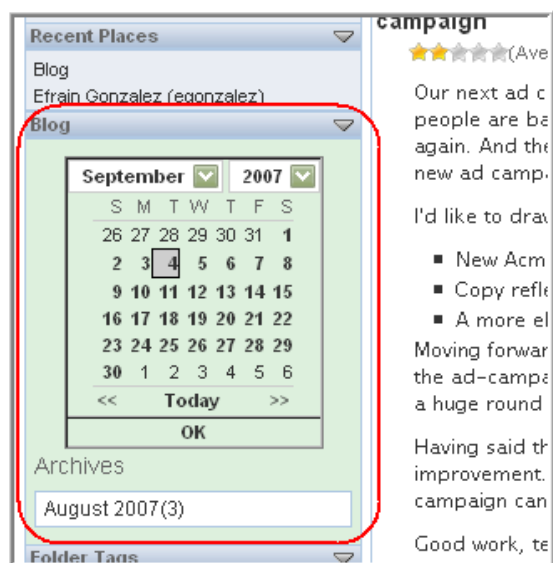 Recent Places
Blog
Efrain Gonzalez (egonzalez)
Blog
September 2007
S M T W T F S
26 27 28 29 30 31 1
2 3 4 5 6 7 8
9 10 11 12 13 14 15
16 17 18 19 20 21 22
23 24 25 26 27 28 29
30 1 2 3 4 5 6
<< Today >>
OK
Archives
August 2007(3)
Folder Tags
campaign
(Ave
Our next ad c
people are ba
again. And the
new ad camp
I'd like to dra
■ New Acm
■ Copy refle
■ A more el
Moving forwar
the ad-campa
a huge round
Having said th
improvement.
campaign can
Good work, te